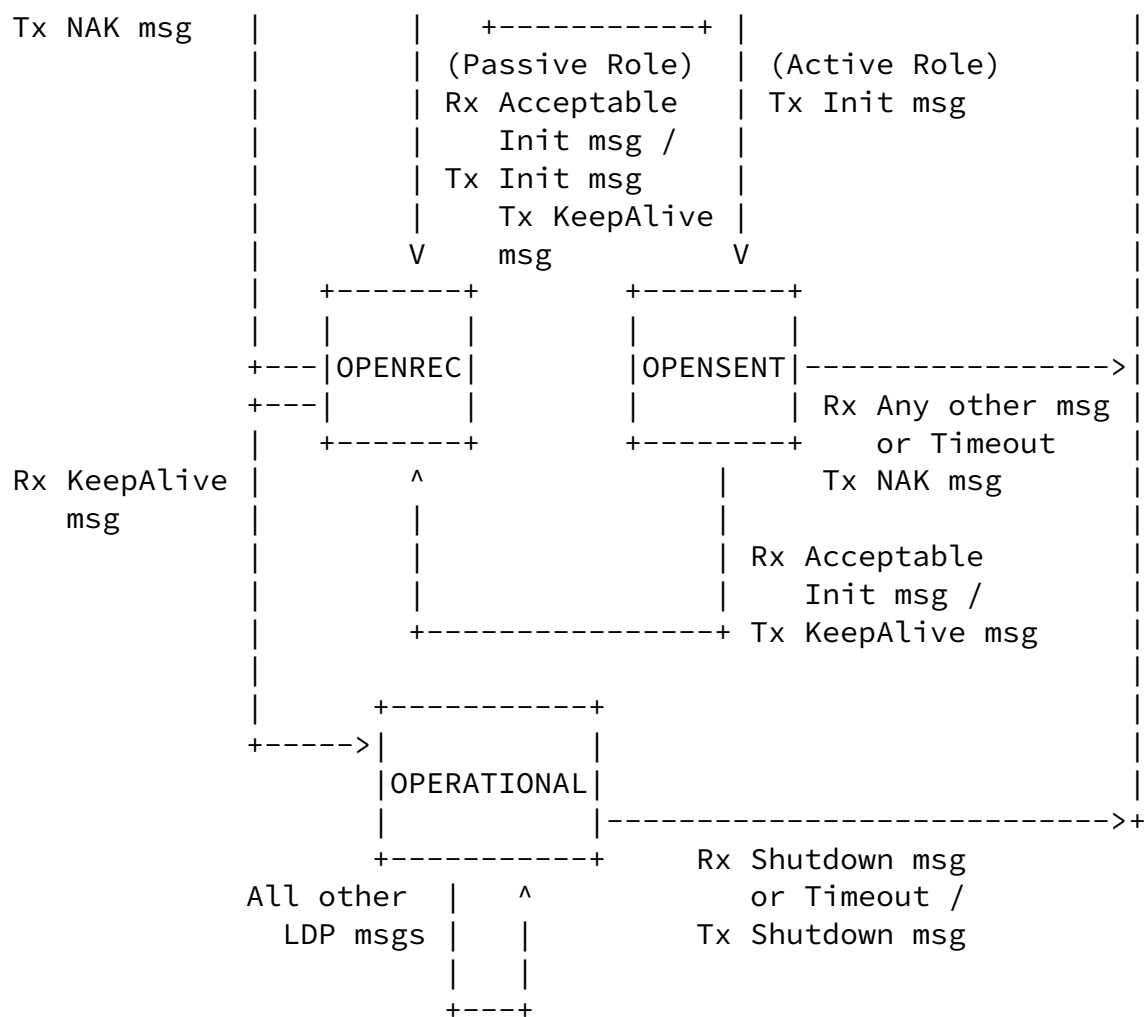 Tx NAK msg
(Passive Role) (Active Role)
Rx Acceptable Tx Init msg
Init msg /
Tx Init msg
Tx KeepAlive
msg
OPENREC OPENSENT
Rx Any other msg
or Timeout
Rx KeepAlive Tx NAK msg
msg
Rx Acceptable
Init msg /
Tx KeepAlive msg
OPERATIONAL
Rx Shutdown msg
All other or Timeout /
LDP msgs Tx Shutdown msg